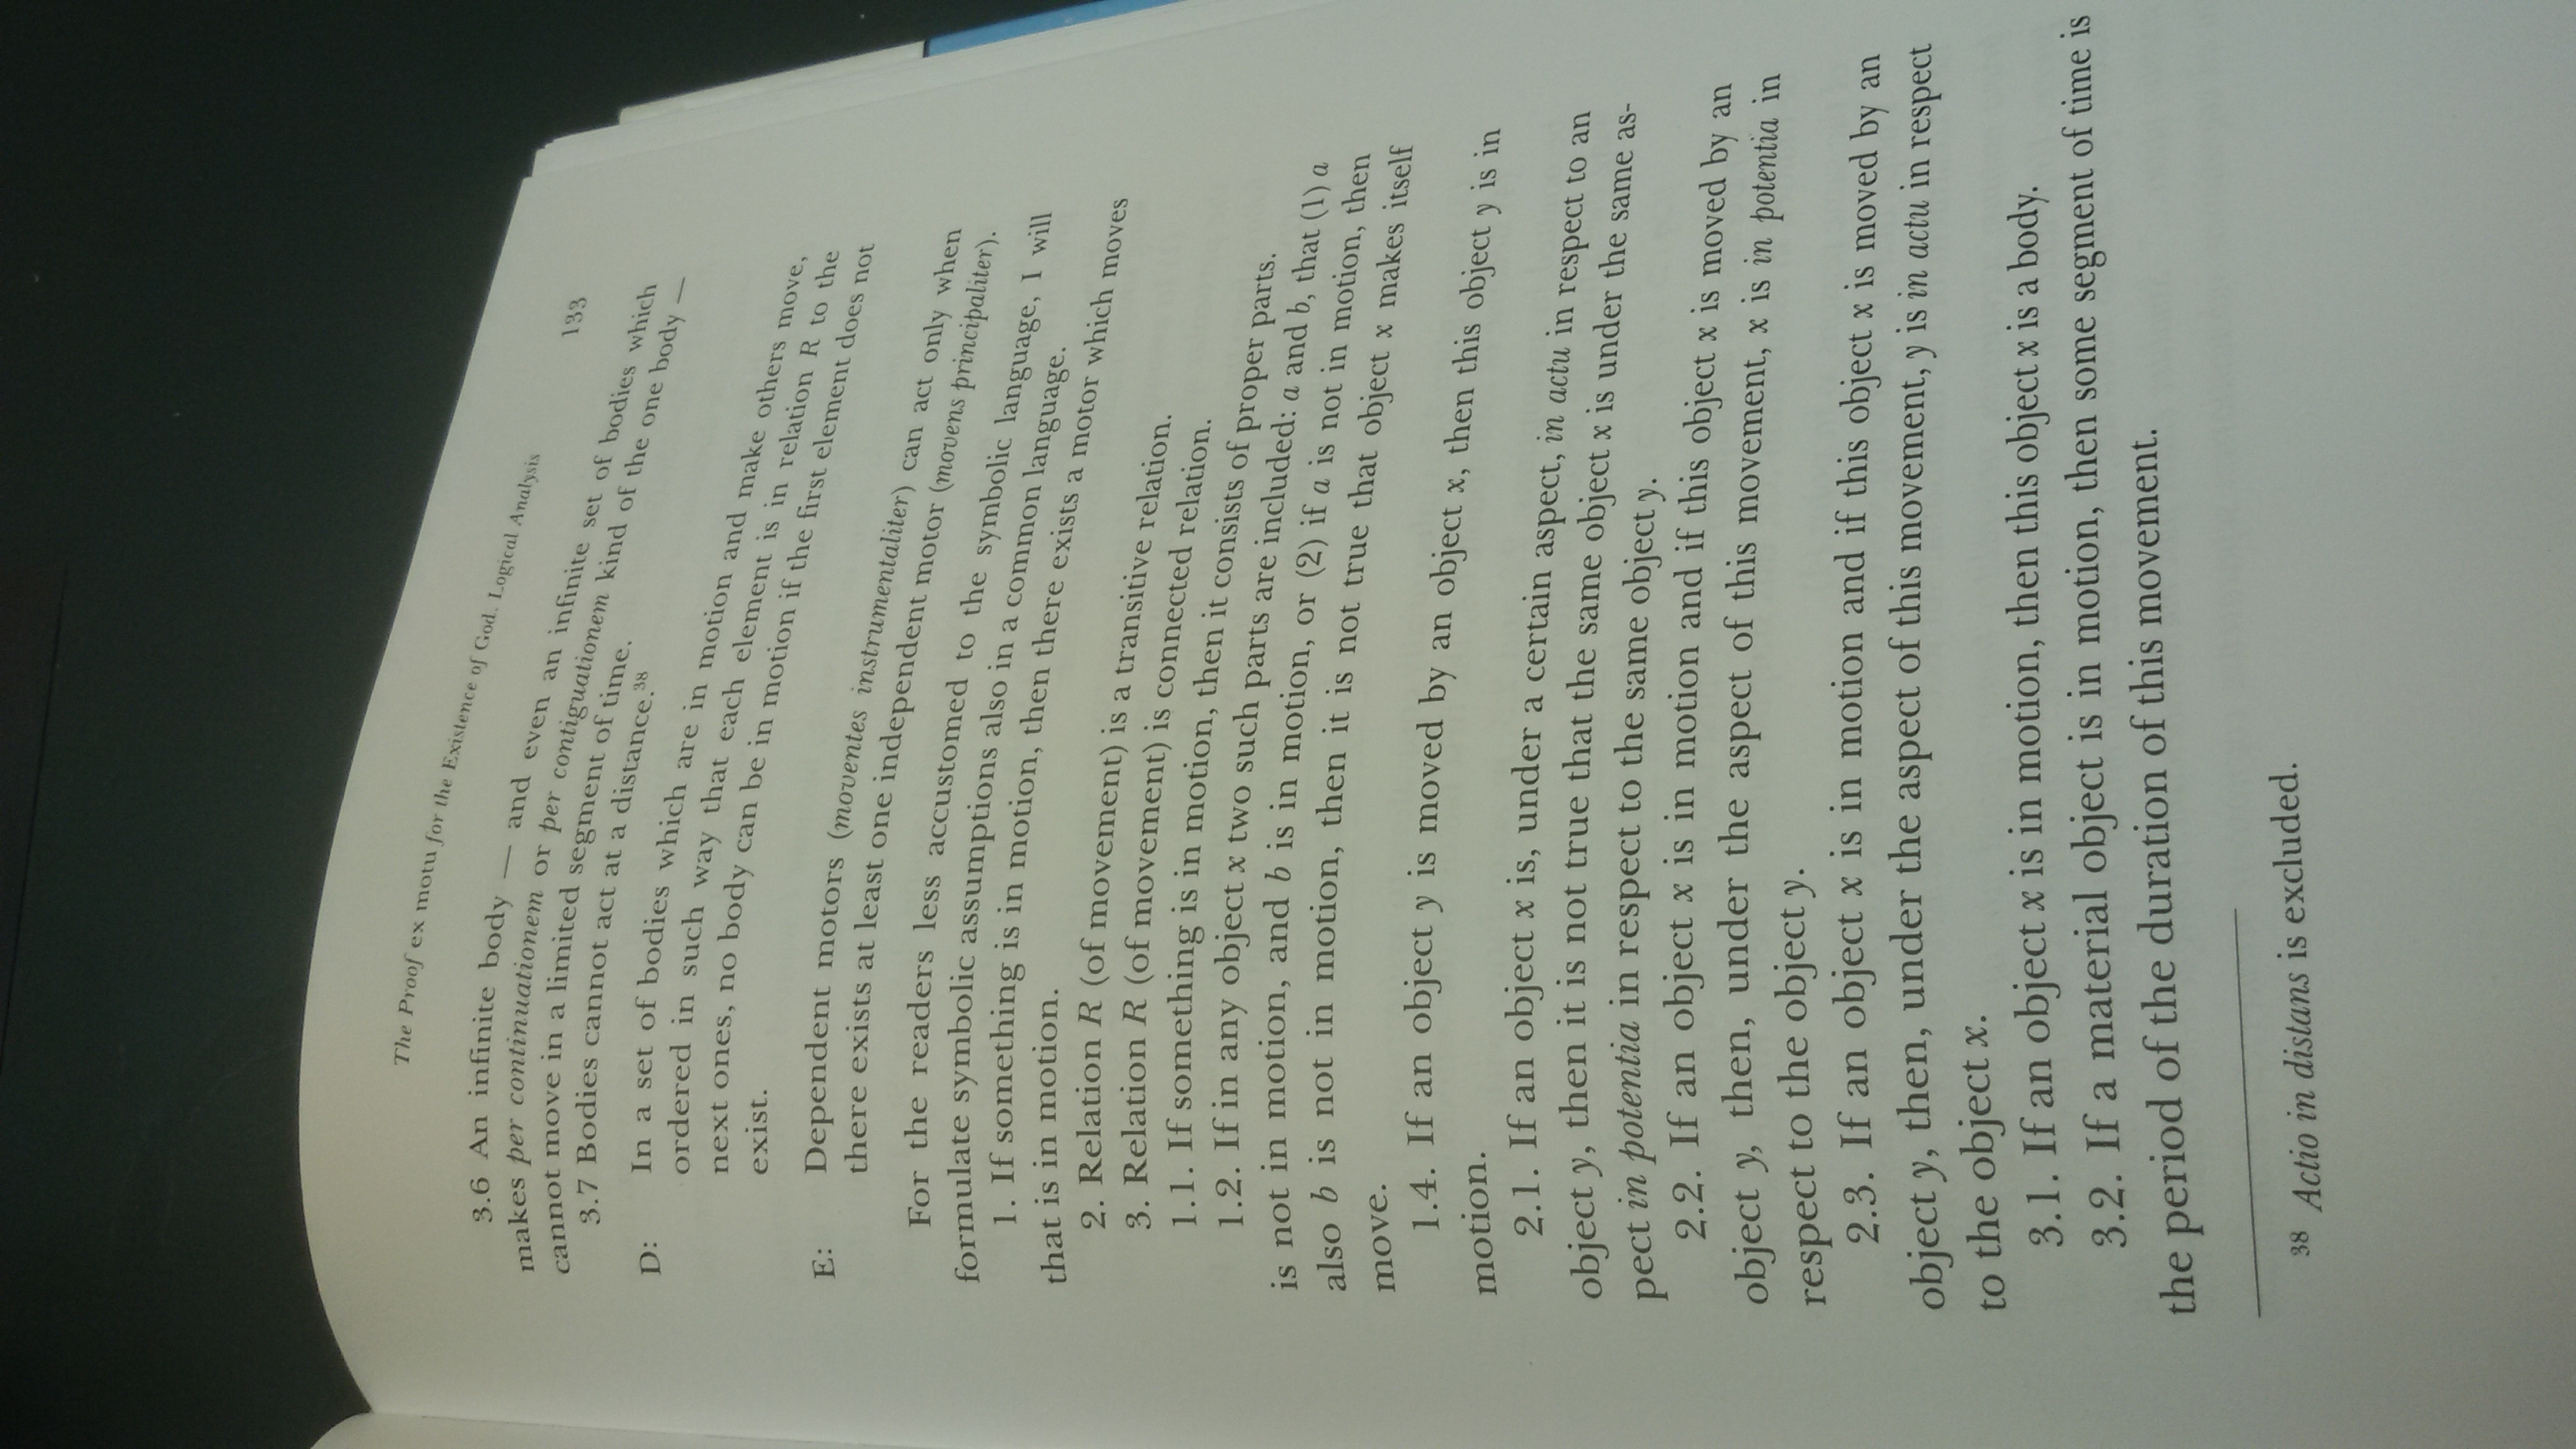 The Proof ex motu for the Existence of God. Logical Analysis 133
3.6 An infinite body — and even an infinite set of bodies which
makes per continuationem or per contiguationem kind of the one body —
cannot move in a limited segment of time.
3.7 Bodies cannot act at a distance.38
D: In a set of bodies which are in motion and make others move,
ordered in such way that each element is in relation R to the
next ones, no body can be in motion if the first element does not
exist.
E: Dependent motors (moventes instrumentaliter) can act only when
there exists at least one independent motor (movens principaliter).
For the readers less accustomed to the symbolic language, I will
formulate symbolic assumptions also in a common language.
1. If something is in motion, then there exists a motor which moves
that is in motion.
2. Relation R (of movement) is a transitive relation.
3. Relation R (of movement) is connected relation.
1.1. If something is in motion, then it consists of proper parts.
1.2. If in any object x two such parts are included: a and b, that (1) a
is not in motion, and b is in motion, or (2) if a is not in motion, then
also b is not in motion, then it is not true that object x makes itself
move.
1.4. If an object y is moved by an object x, then this object y is in
motion.
2.1. If an object x is, under a certain aspect, in actu in respect to an
object y, then it is not true that the same object x is under the same as-
pect in potentia in respect to the same object y.
2.2. If an object x is in motion and if this object x is moved by an
object y, then, under the aspect of this movement, x is in potentia in
respect to the object y.
2.3. If an object x is in motion and if this object x is moved by an
object y, then, under the aspect of this movement, y is in actu in respect
to the object x.
3.1. If an object x is in motion, then this object x is a body.
3.2. If a material object is in motion, then some segment of time is
the period of the duration of this movement.
38 Actio in distans is excluded.